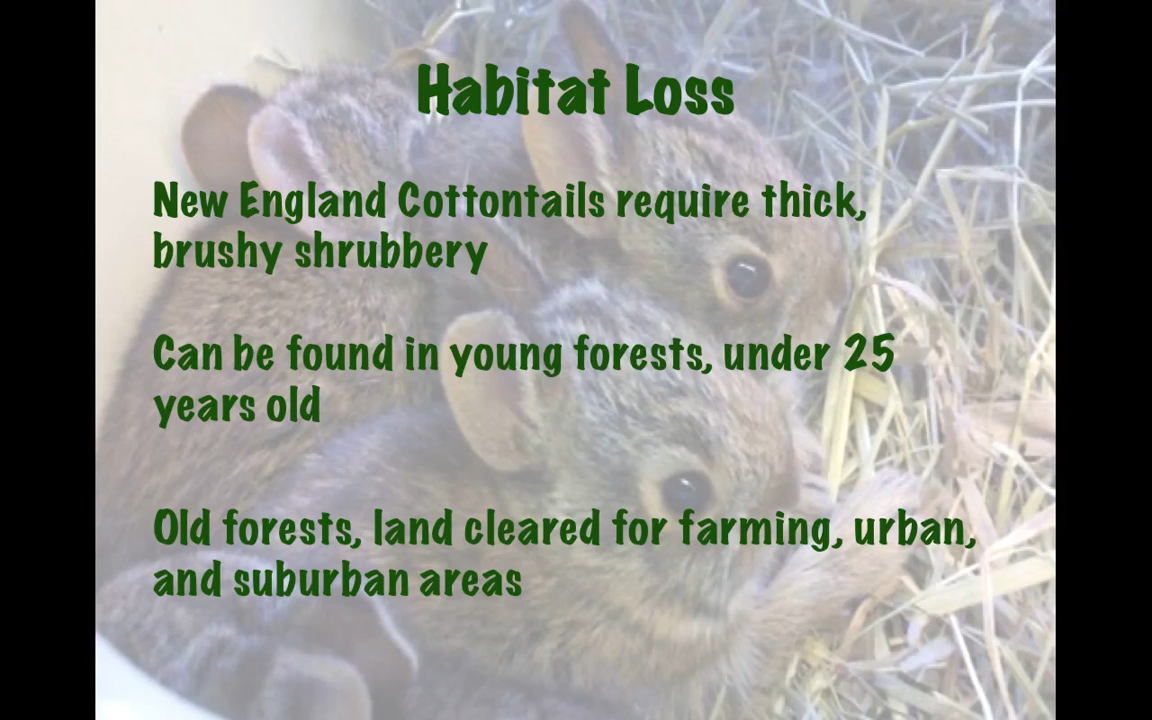 Habitat Loss
New England Cottontails require thick,
brushy shrubbery
Can be found in young forests, under 25
years old
Old forests, land cleared for farming, urban,
and suburban areas